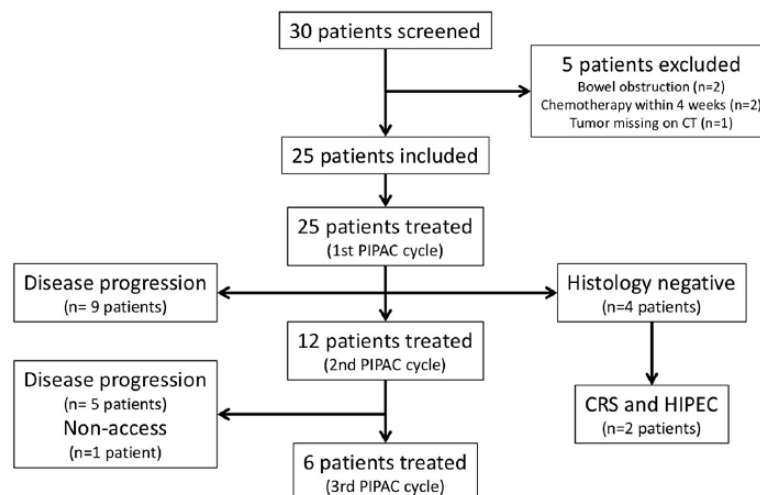 30 patients screened
5 patients excluded
Bowel obstruction (n=2)
Chemotherapy within 4 weeks (n=2)
Tumor missing on CT (n=1)
25 patients included
25 patients treated
(1st PIPAC cycle)
Disease progression
(n= 9 patients)
Histology negative
(n=4 patients)
12 patients treated
(2nd PIPAC cycle)
Disease progression
(n= 5 patients)
Non-access
(n=1 patient)
CRS and HIPEC
(n=2 patients)
6 patients treated
(3rd PIPAC cycle)